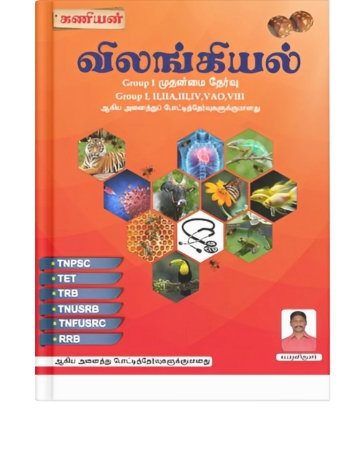 கணியன்
விலங்கியல்
Group I முதன்மை தேர்வு
Group I, II,IIA,III,IV,VAO,VIII
ஆகிய அனைத்துப் போட்டித்தேர்வுகளுக்குமானது
TNPSC
TET
TRB
TNUSRB
TNFUSRC
RRB
ஆகிய அனைத்து போட்டித்தேர்வுகளுக்குமானது